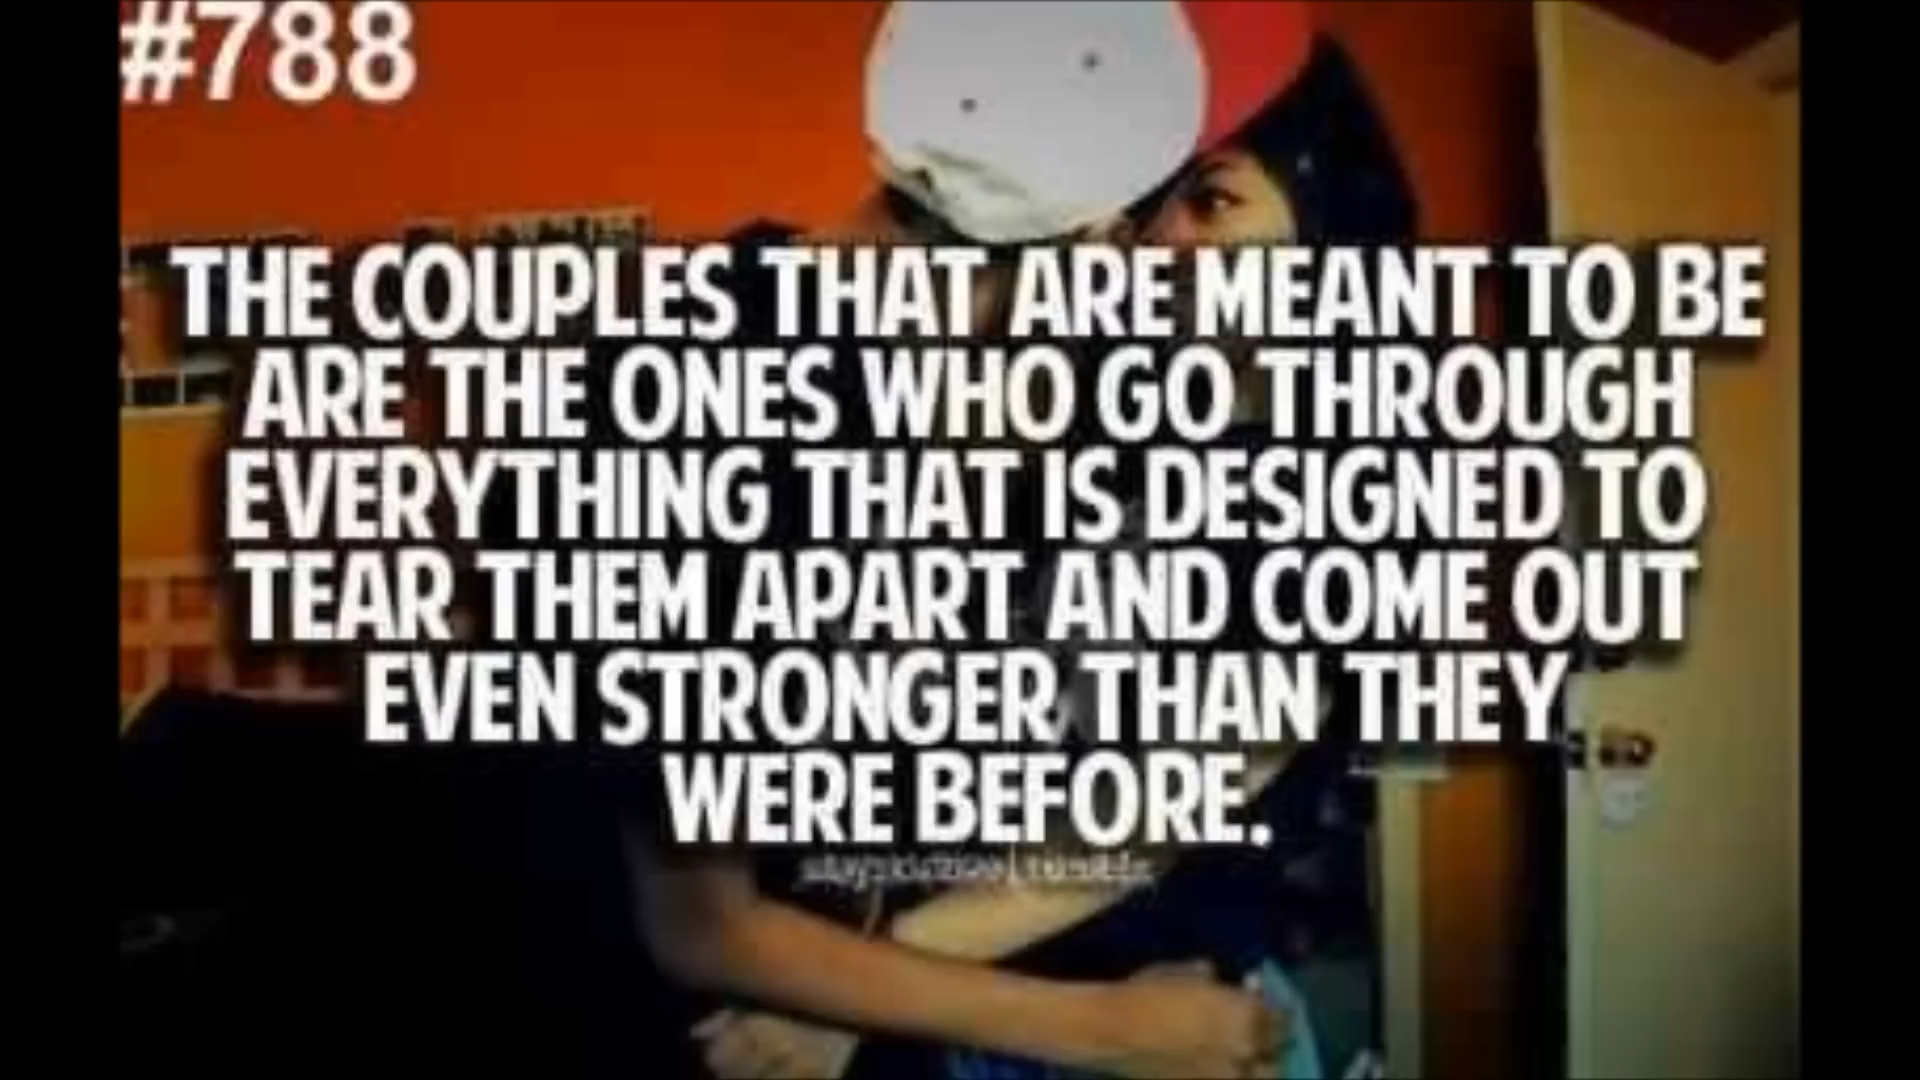 #788
THE COUPLES THAT ARE MEANT TO BE
ARE THE ONES WHO GO THROUGH
EVERYTHING THAT IS DESIGNED TO
TEAR THEM APART AND COME OUT
EVEN STRONGER THAN THEY
WERE BEFORE.